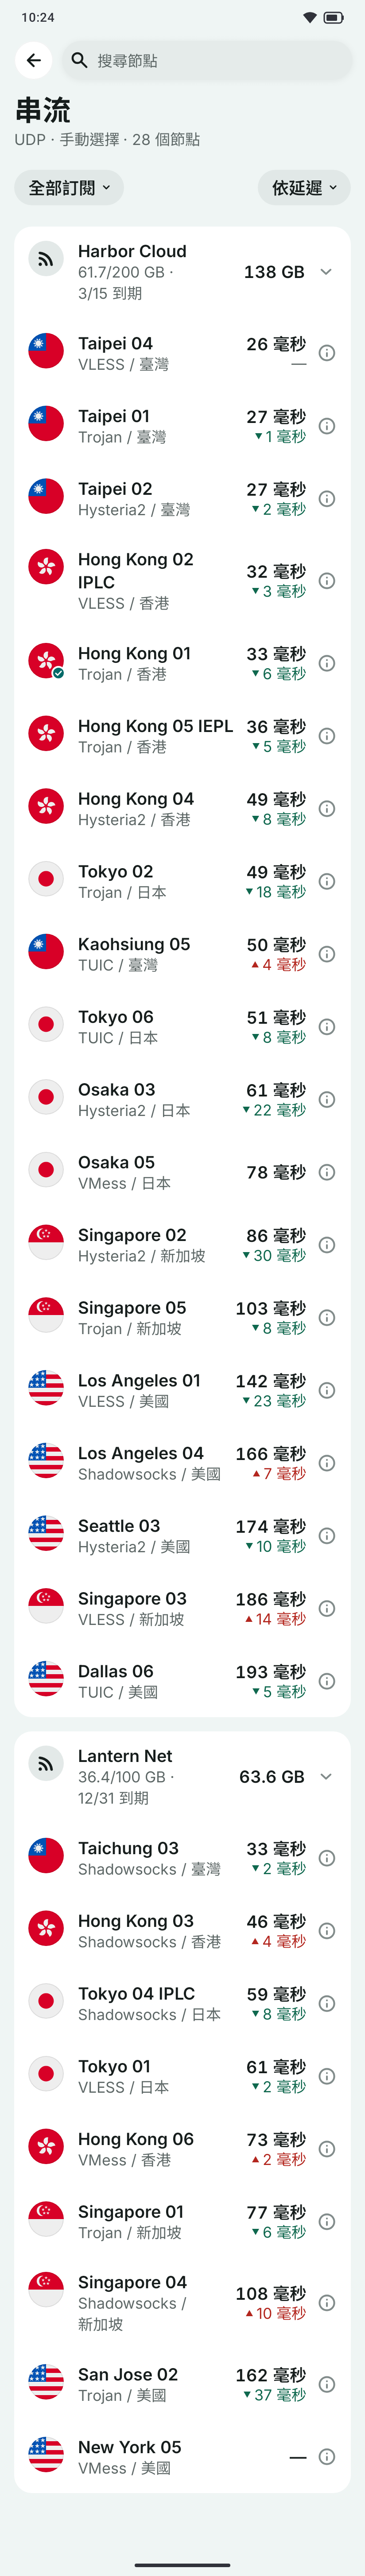 10:24
搜尋節點
串流
UDP · 手動選擇 · 28 個節點
全部訂閱
依延遲
Harbor Cloud
61.7/200 GB ·
3/15 到期
138 GB
Taipei 04
VLESS / 臺灣
26 毫秒
—
Taipei 01
Trojan / 臺灣
27 毫秒
▼1 毫秒
Taipei 02
Hysteria2 / 臺灣
27 毫秒
▼2 毫秒
Hong Kong 02
IPLC
VLESS / 香港
32 毫秒
▼3 毫秒
Hong Kong 01
Trojan / 香港
33 毫秒
▼6 毫秒
Hong Kong 05 IEPL
Trojan / 香港
36 毫秒
▼5 毫秒
Hong Kong 04
Hysteria2 / 香港
49 毫秒
▼8 毫秒
Tokyo 02
Trojan / 日本
49 毫秒
▼18 毫秒
Kaohsiung 05
TUIC / 臺灣
50 毫秒
▲4 毫秒
Tokyo 06
TUIC / 日本
51 毫秒
▼8 毫秒
Osaka 03
Hysteria2 / 日本
61 毫秒
▼22 毫秒
Osaka 05
VMess / 日本
78 毫秒
Singapore 02
Hysteria2 / 新加坡
86 毫秒
▼30 毫秒
Singapore 05
Trojan / 新加坡
103 毫秒
▼8 毫秒
Los Angeles 01
VLESS / 美國
142 毫秒
▼23 毫秒
Los Angeles 04
Shadowsocks / 美國
166 毫秒
▲7 毫秒
Seattle 03
Hysteria2 / 美國
174 毫秒
▼10 毫秒
Singapore 03
VLESS / 新加坡
186 毫秒
▲14 毫秒
Dallas 06
TUIC / 美國
193 毫秒
▼5 毫秒
Lantern Net
36.4/100 GB ·
12/31 到期
63.6 GB
Taichung 03
Shadowsocks / 臺灣
33 毫秒
▼2 毫秒
Hong Kong 03
Shadowsocks / 香港
46 毫秒
▲4 毫秒
Tokyo 04 IPLC
Shadowsocks / 日本
59 毫秒
▼8 毫秒
Tokyo 01
VLESS / 日本
61 毫秒
▼2 毫秒
Hong Kong 06
VMess / 香港
73 毫秒
▲2 毫秒
Singapore 01
Trojan / 新加坡
77 毫秒
▼6 毫秒
Singapore 04
Shadowsocks /
新加坡
108 毫秒
▲10 毫秒
San Jose 02
Trojan / 美國
162 毫秒
▼37 毫秒
New York 05
VMess / 美國
—